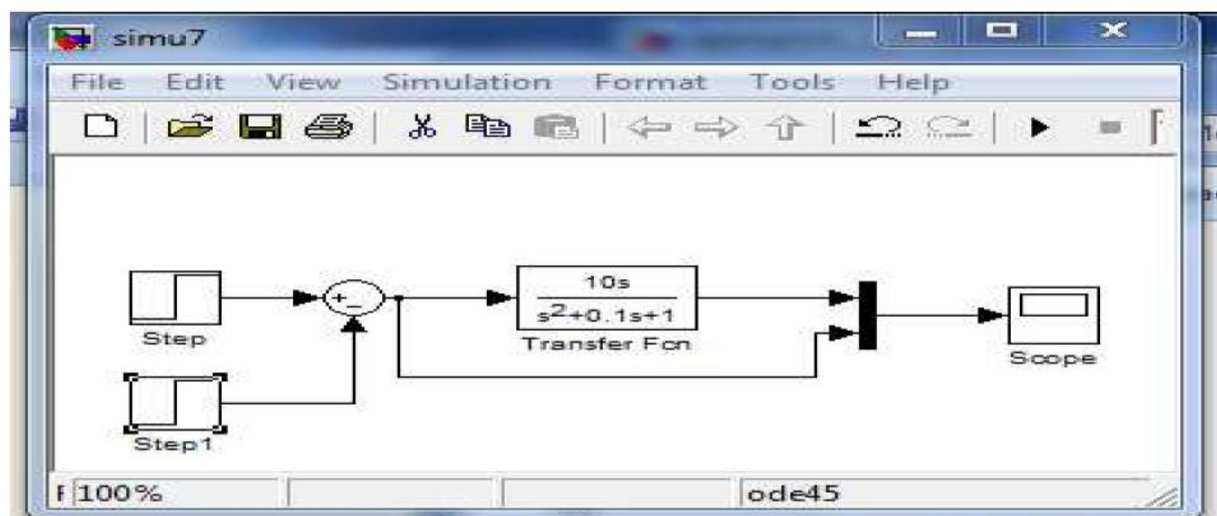 simu7
File Edit View Simulation Format Tools Help
10s
s²+0.1s+1
+
−
Step
Transfer Fcn
Scope
Step1
F 100%
ode45